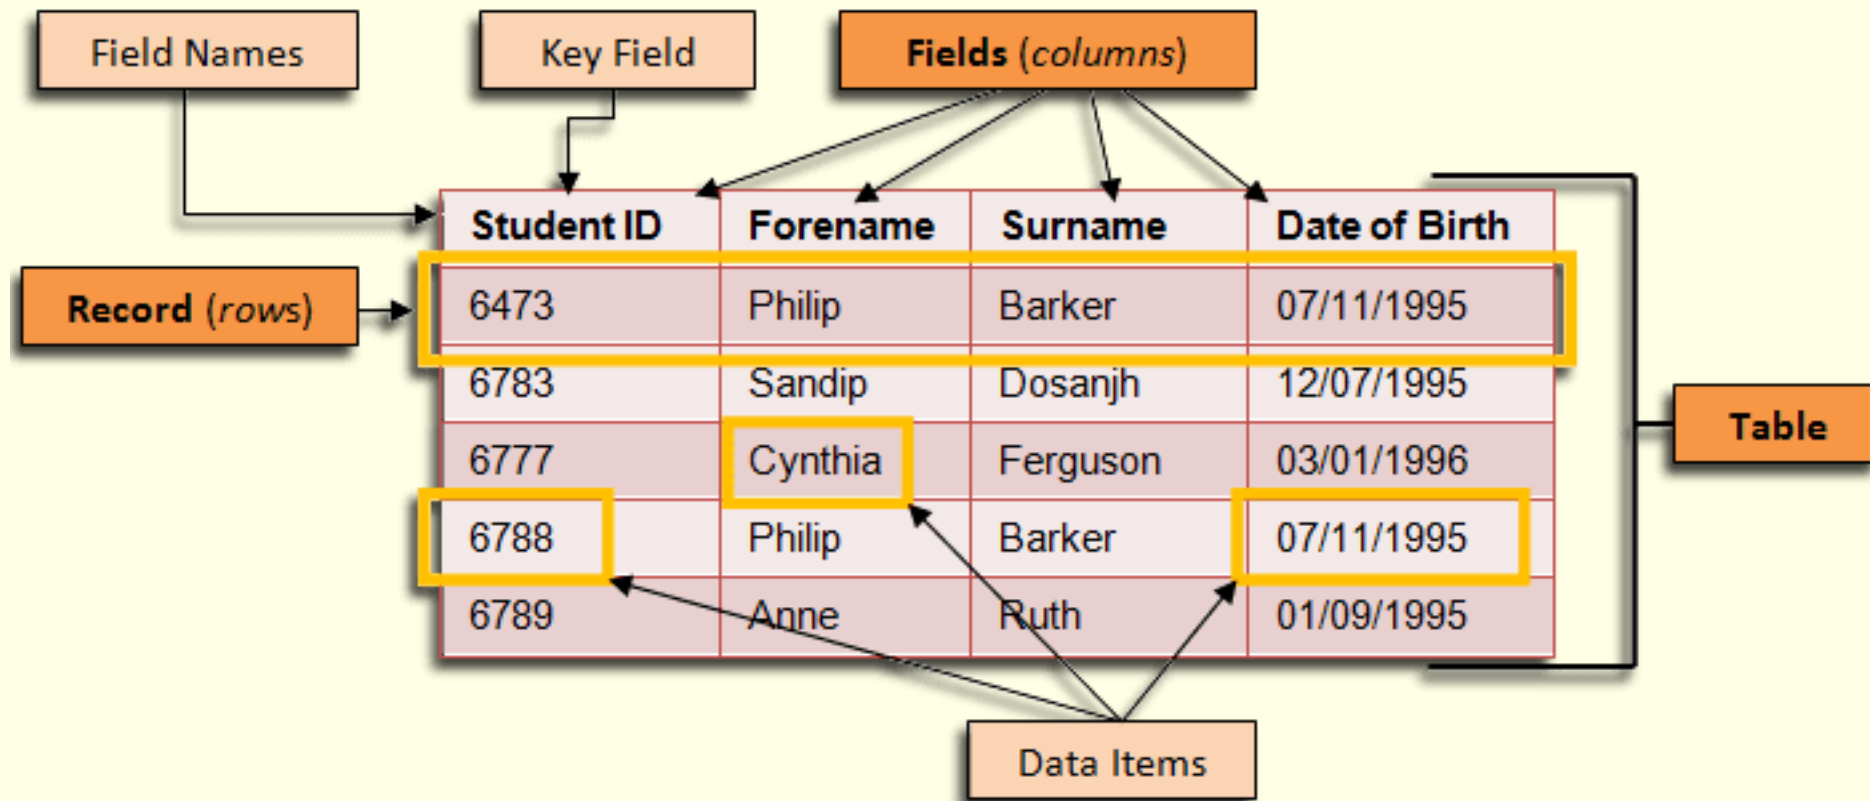 Field Names
Key Field
Fields (columns)
Student ID Forename Surname Date of Birth
Record (rows)
6473 Philip Barker 07/11/1995
6783 Sandip Dosanjh 12/07/1995
Table
6777 Cynthia Ferguson 03/01/1996
6788 Philip Barker 07/11/1995
6789 Anne Ruth 01/09/1995
Data Items